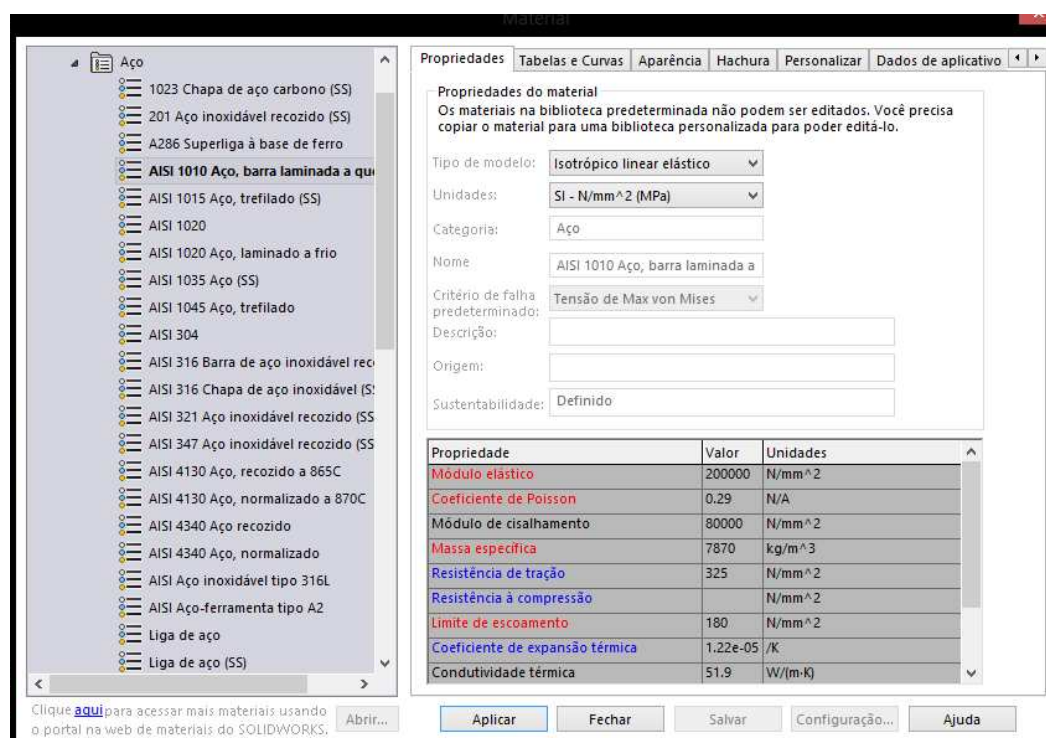 Material
Aço
1023 Chapa de aço carbono (SS)
201 Aço inoxidável recozido (SS)
A286 Superliga à base de ferro
AISI 1010 Aço, barra laminada a que
AISI 1015 Aço, trefilado (SS)
AISI 1020
AISI 1020 Aço, laminado a frio
AISI 1035 Aço (SS)
AISI 1045 Aço, trefilado
AISI 304
AISI 316 Barra de aço inoxidável reco
AISI 316 Chapa de aço inoxidável (SS
AISI 321 Aço inoxidável recozido (SS
AISI 347 Aço inoxidável recozido (SS
AISI 4130 Aço, recozido a 865C
AISI 4130 Aço, normalizado a 870C
AISI 4340 Aço recozido
AISI 4340 Aço, normalizado
AISI Aço inoxidável tipo 316L
AISI Aço-ferramenta tipo A2
Liga de aço
Liga de aço (SS)
Clique aqui para acessar mais materiais usando
o portal na web de materiais do SOLIDWORKS.
Abrir...
Propriedades Tabelas e Curvas Aparência Hachura Personalizar Dados de aplicativo
Propriedades do material
Os materiais na biblioteca predeterminada não podem ser editados. Você precisa
copiar o material para uma biblioteca personalizada para poder editá-lo.
Tipo de modelo: Isotrópico linear elástico
Unidades: SI - N/mm^2 (MPa)
Categoria: Aço
Nome AISI 1010 Aço, barra laminada a
Critério de falha
predeterminado: Tensão de Max von Mises
Descrição:
Origem:
Sustentabilidade: Definido
Propriedade Valor Unidades
Módulo elástico 200000 N/mm^2
Coeficiente de Poisson 0.29 N/A
Módulo de cisalhamento 80000 N/mm^2
Massa específica 7870 kg/m^3
Resistência de tração 325 N/mm^2
Resistência à compressão N/mm^2
Limite de escoamento 180 N/mm^2
Coeficiente de expansão térmica 1.22e-05 /K
Condutividade térmica 51.9 W/(m·K)
Aplicar Fechar Salvar Configuração... Ajuda